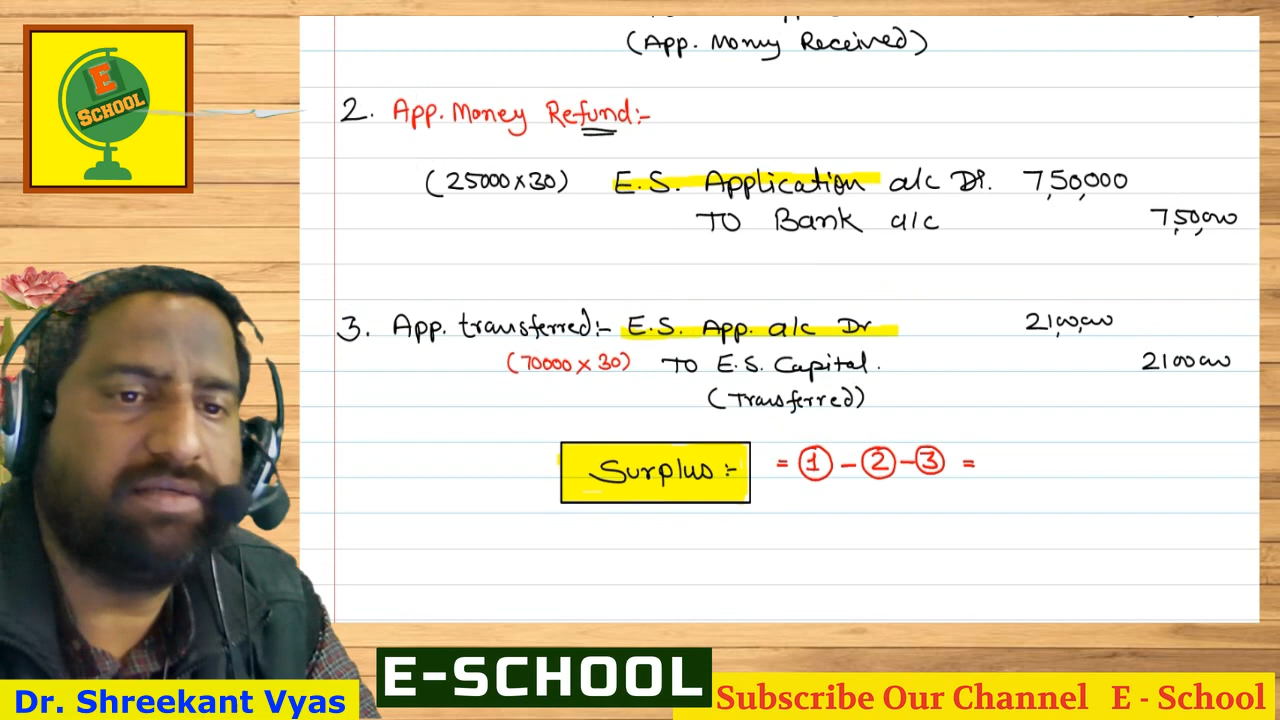 E
SCHOOL
(App. Money Received)
2. App. Money Refund:-
(25000×30) E.S. Application a/c Dr. 7,50,000
TO Bank a/c 7,50,000
3. App. transferred:- E.S. App. a/c Dr 21,00,000
(70000 × 30) TO E.S. Capital. 2100000
(Transferred)
Surplus :- = ① - ② - ③ =
E-SCHOOL
Dr. Shreekant Vyas
Subscribe Our Channel E - School